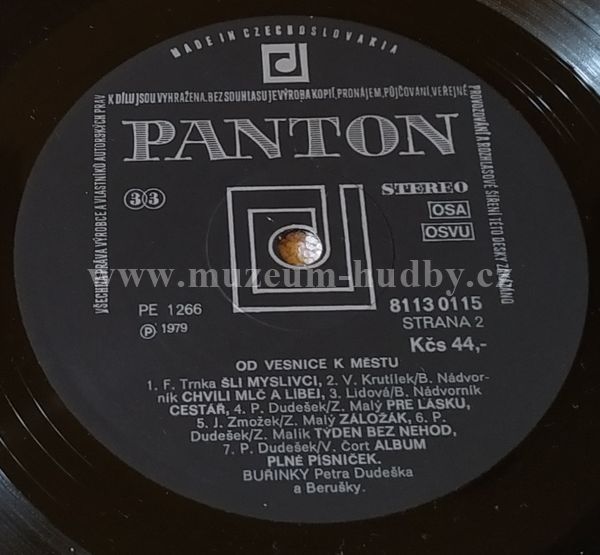 MADE IN CZECHOSLOVAKIA
VŠECHNA PRÁVA VÝROBCE A VLASTNÍKŮ AUTORSKÝCH PRÁV
K DÍLU JSOU VYHRAŽENA. BEZ SOUHLASU JE VÝROBA KOPIÍ, PRONÁJEM, PŮJČOVÁNÍ, VEŘEJNÉ
PROVOZOVÁNÍ A ROZHLASOVÉ ŠÍŘENÍ TÉTO DESKY ZAKÁZÁNO
PANTON
33 STEREO
OSA
OSVU
www.muzeum-hudby.cz
PE 1266 8113 0115
Ⓟ 1979 STRANA 2
Kčs 44,-
OD VESNICE K MĚSTU
1. F. Trnka ŠLI MYSLIVCI, 2. V. Krutílek/B. Nádvor-
ník CHVILI MLČ A LÍBEJ, 3. Lidová/B. Nádvorník
CESTÁŘ, 4. P. Dudešek/Z. Malý PRE LÁSKU,
5. J. Zmožek/Z. Malý ZÁLOŽÁK, 6. P.
Dudešek/Z. Malík TÝDEN BEZ NEHOD,
7. P. Dudešek/V. Čort ALBUM
PLNÉ PÍSNIČEK.
BUŘINKY Petra Dudeška
a Berušky.